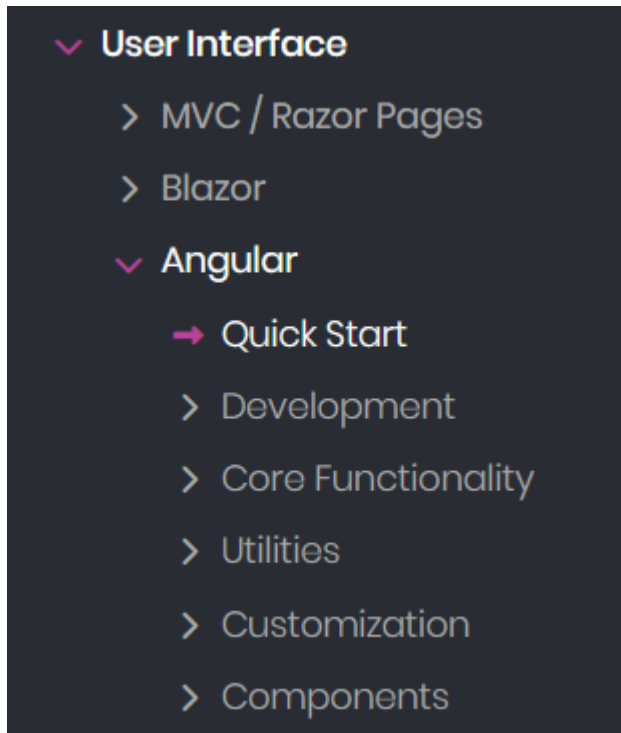 User Interface
MVC / Razor Pages
Blazor
Angular
Quick Start
Development
Core Functionality
Utilities
Customization
Components